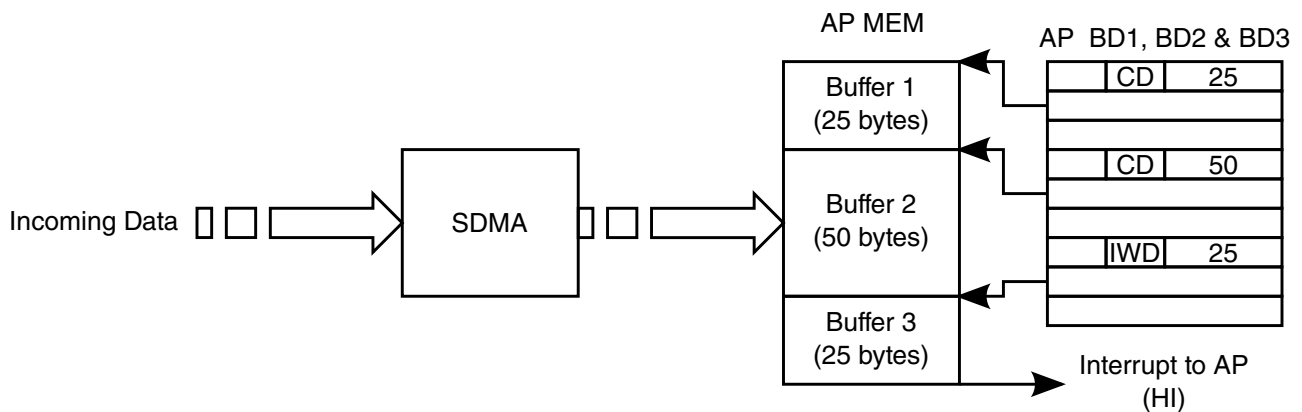 AP MEM
AP BD1, BD2 & BD3
Buffer 1
(25 bytes)
CD 25
Incoming Data
SDMA
Buffer 2
(50 bytes)
CD 50
IWD 25
Buffer 3
(25 bytes)
Interrupt to AP
(HI)